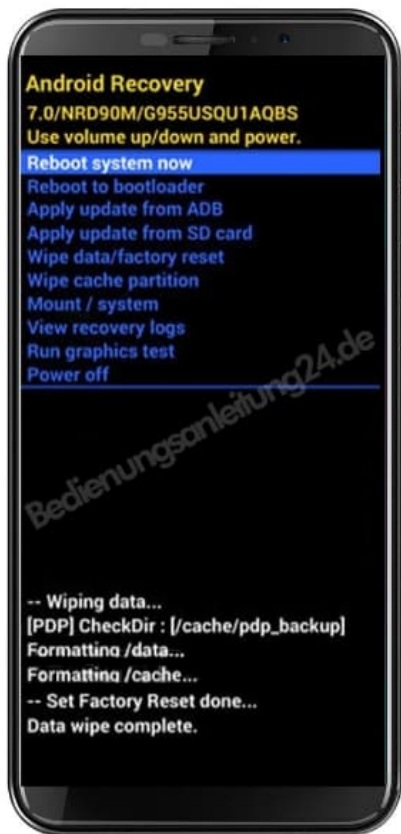 Android Recovery
7.0/NRD90M/G955USQU1AQBS
Use volume up/down and power.
Reboot system now
Reboot to bootloader
Apply update from ADB
Apply update from SD card
Wipe data/factory reset
Wipe cache partition
Mount / system
View recovery logs
Run graphics test
Power off
Bedienungsanleitung24.de
-- Wiping data...
[PDP] CheckDir : [/cache/pdp_backup]
Formatting /data...
Formatting /cache...
-- Set Factory Reset done...
Data wipe complete.